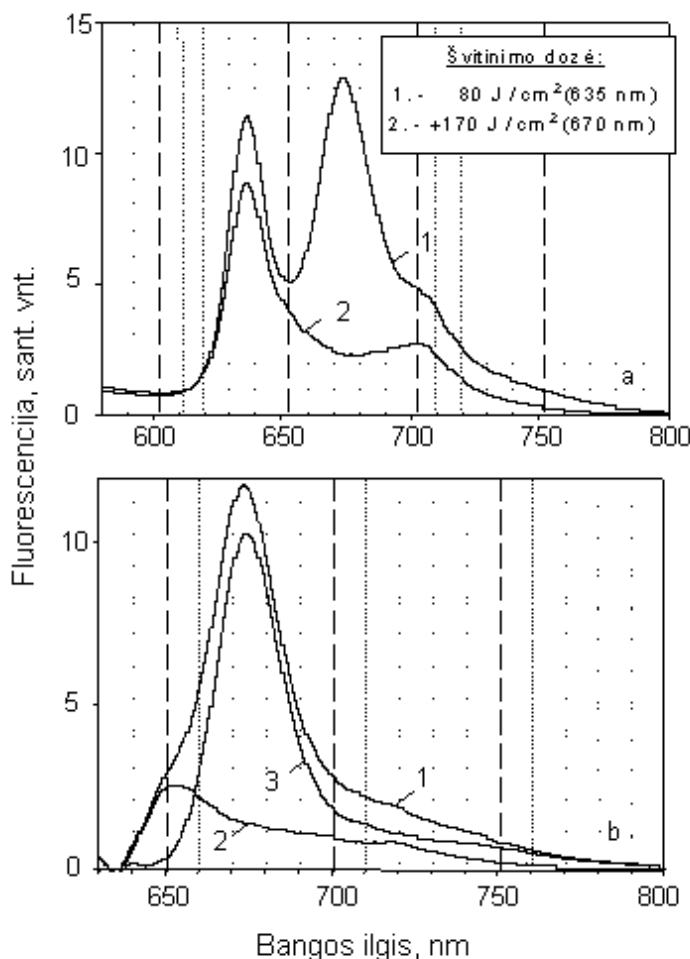 15
Švitinimo dozė:
1.- 80 J/cm²(635 nm)
2.- +170 J/cm²(670 nm)
10
1
5
2
a
0
600 650 700 750 800
Fluorescencija, sant. vnt.
10
5
3
1
2
b
0
650 700 750 800
Bangos ilgis, nm